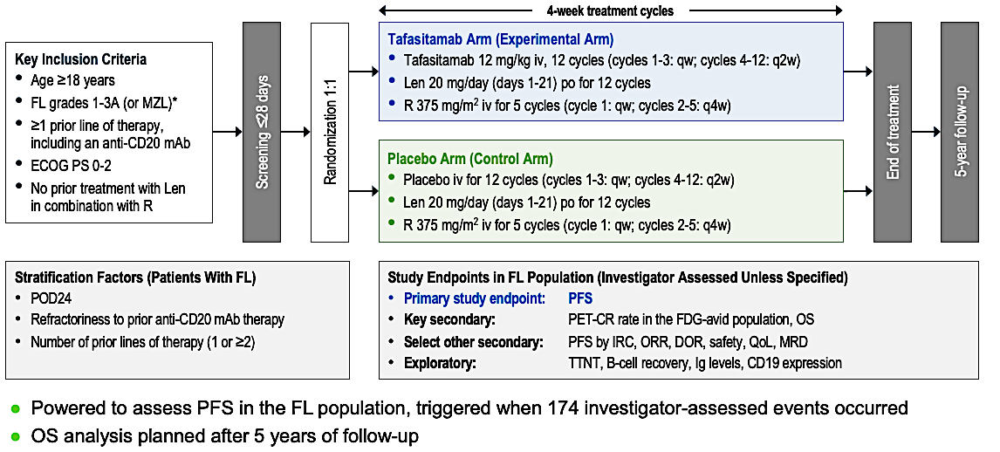 4-week treatment cycles
Key Inclusion Criteria
• Age ≥18 years
• FL grades 1-3A (or MZL)*
• ≥1 prior line of therapy,
including an anti-CD20 mAb
• ECOG PS 0-2
• No prior treatment with Len
in combination with R
Screening ≤28 days
Randomization 1:1
Tafasitamab Arm (Experimental Arm)
• Tafasitamab 12 mg/kg iv, 12 cycles (cycles 1-3: qw; cycles 4-12: q2w)
• Len 20 mg/day (days 1-21) po for 12 cycles
• R 375 mg/m² iv for 5 cycles (cycle 1: qw; cycles 2-5: q4w)
Placebo Arm (Control Arm)
• Placebo iv for 12 cycles (cycles 1-3: qw; cycles 4-12: q2w)
• Len 20 mg/day (days 1-21) po for 12 cycles
• R 375 mg/m² iv for 5 cycles (cycle 1: qw; cycles 2-5: q4w)
End of treatment
5-year follow-up
Stratification Factors (Patients With FL)
• POD24
• Refractoriness to prior anti-CD20 mAb therapy
• Number of prior lines of therapy (1 or ≥2)
Study Endpoints in FL Population (Investigator Assessed Unless Specified)
• Primary study endpoint: PFS
• Key secondary: PET-CR rate in the FDG-avid population, OS
• Select other secondary: PFS by IRC, ORR, DOR, safety, QoL, MRD
• Exploratory: TTNT, B-cell recovery, Ig levels, CD19 expression
• Powered to assess PFS in the FL population, triggered when 174 investigator-assessed events occurred
• OS analysis planned after 5 years of follow-up